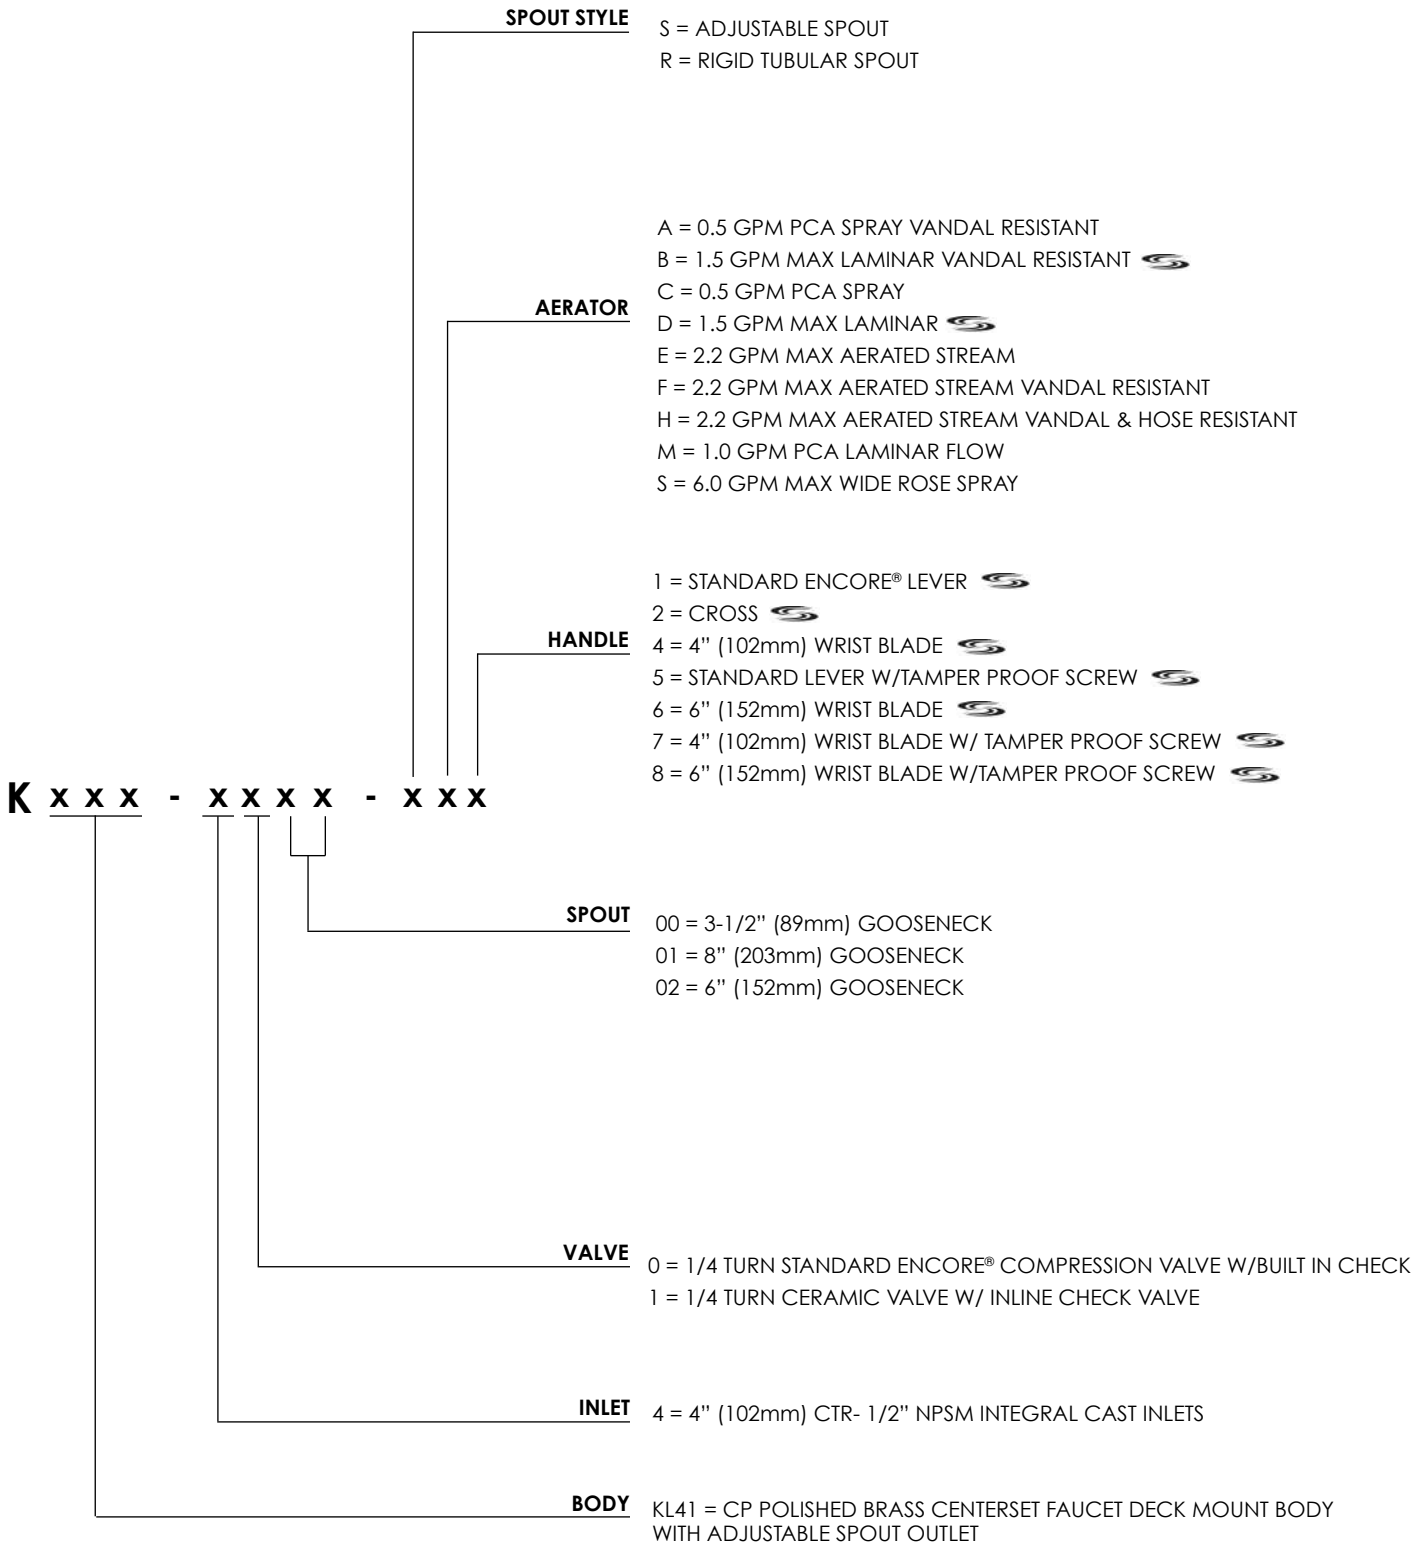 SPOUT STYLE
S = ADJUSTABLE SPOUT
R = RIGID TUBULAR SPOUT
AERATOR
A = 0.5 GPM PCA SPRAY VANDAL RESISTANT
B = 1.5 GPM MAX LAMINAR VANDAL RESISTANT
C = 0.5 GPM PCA SPRAY
D = 1.5 GPM MAX LAMINAR
E = 2.2 GPM MAX AERATED STREAM
F = 2.2 GPM MAX AERATED STREAM VANDAL RESISTANT
H = 2.2 GPM MAX AERATED STREAM VANDAL & HOSE RESISTANT
M = 1.0 GPM PCA LAMINAR FLOW
S = 6.0 GPM MAX WIDE ROSE SPRAY
HANDLE
1 = STANDARD ENCORE® LEVER
2 = CROSS
4 = 4” (102mm) WRIST BLADE
5 = STANDARD LEVER W/TAMPER PROOF SCREW
6 = 6” (152mm) WRIST BLADE
7 = 4” (102mm) WRIST BLADE W/ TAMPER PROOF SCREW
8 = 6” (152mm) WRIST BLADE W/TAMPER PROOF SCREW
K x x x - x x x x - x x x
SPOUT
00 = 3-1/2” (89mm) GOOSENECK
01 = 8” (203mm) GOOSENECK
02 = 6” (152mm) GOOSENECK
VALVE
0 = 1/4 TURN STANDARD ENCORE® COMPRESSION VALVE W/BUILT IN CHECK
1 = 1/4 TURN CERAMIC VALVE W/ INLINE CHECK VALVE
INLET
4 = 4” (102mm) CTR- 1/2” NPSM INTEGRAL CAST INLETS
BODY
KL41 = CP POLISHED BRASS CENTERSET FAUCET DECK MOUNT BODY
WITH ADJUSTABLE SPOUT OUTLET